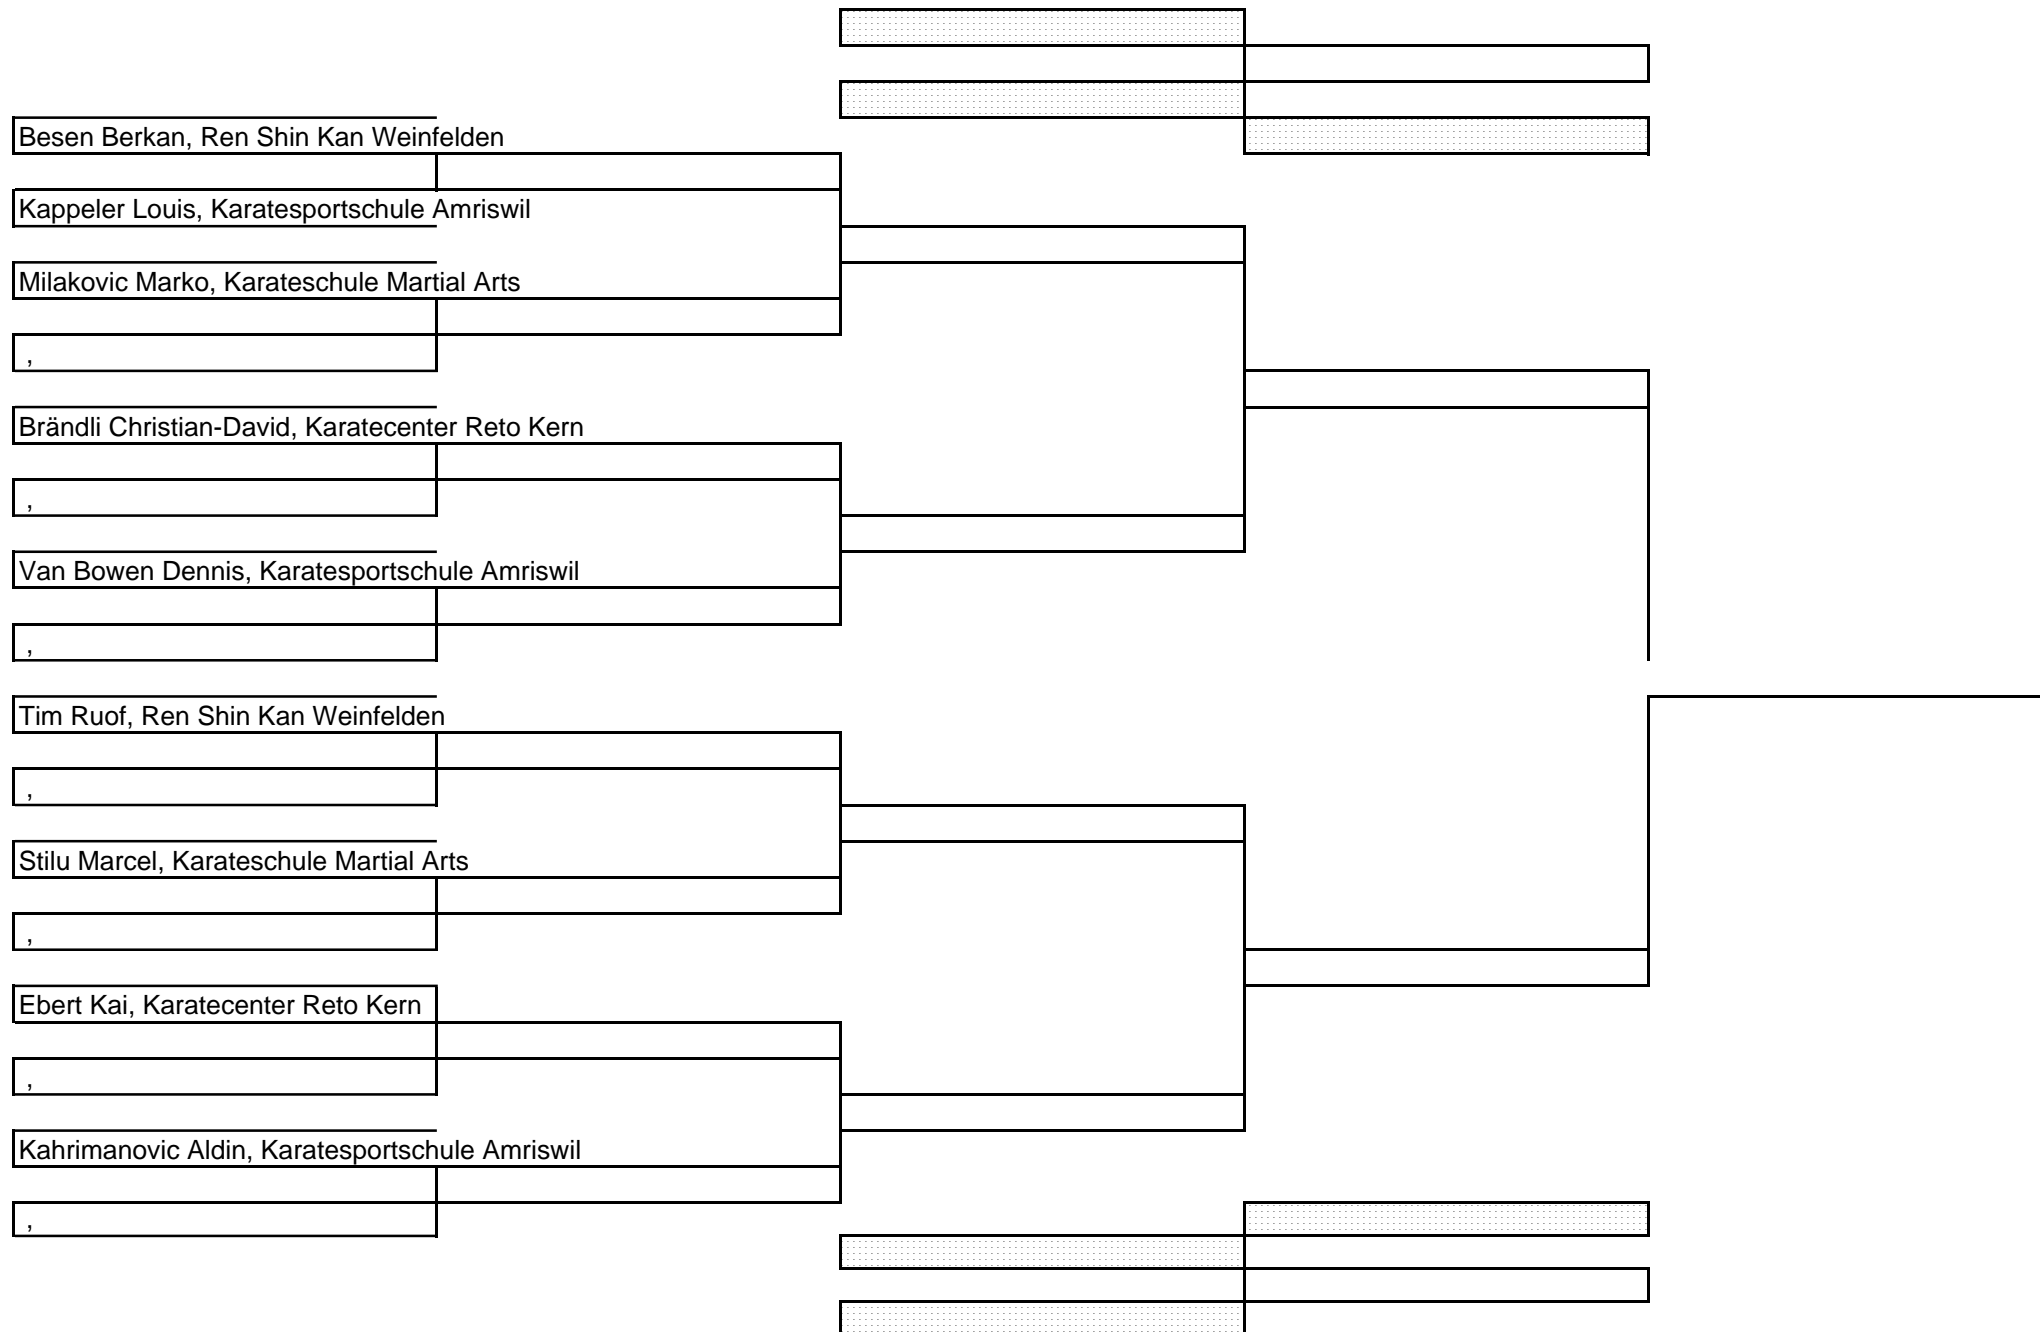 Besen Berkan, Ren Shin Kan Weinfelden
Kappeler Louis, Karatesportschule Amriswil
Milakovic Marko, Karateschule Martial Arts
,
Brändli Christian-David, Karatecenter Reto Kern
,
Van Bowen Dennis, Karatesportschule Amriswil
,
Tim Ruof, Ren Shin Kan Weinfelden
,
Stilu Marcel, Karateschule Martial Arts
,
Ebert Kai, Karatecenter Reto Kern
,
Kahrimanovic Aldin, Karatesportschule Amriswil
,